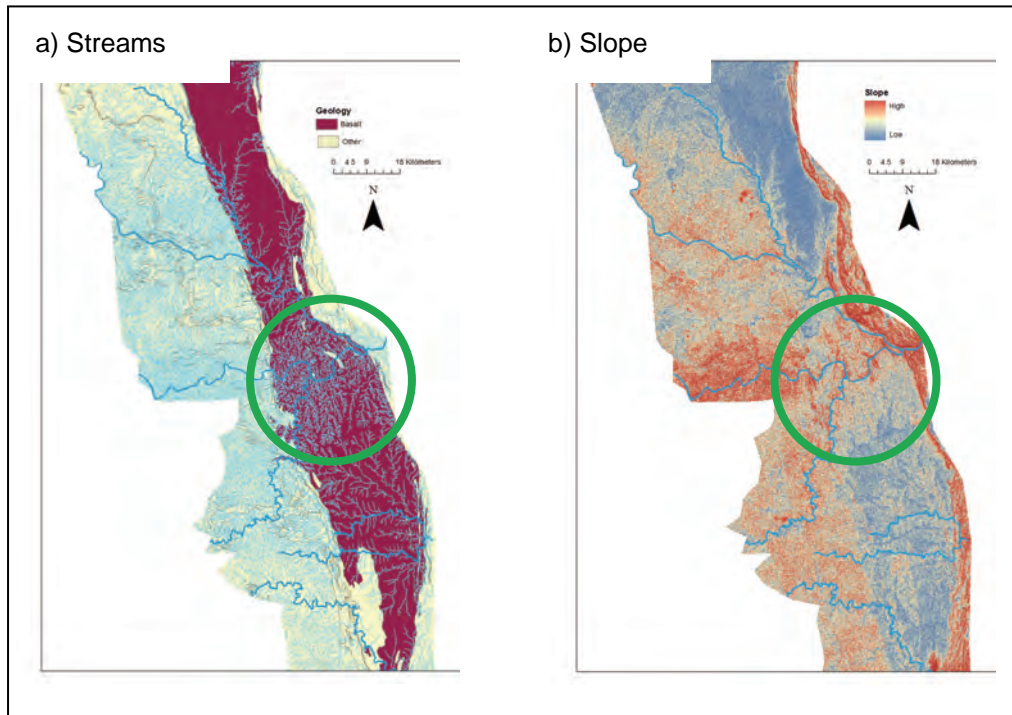 a) Streams
Geology
Basalt
Other
0 4.5 9 18 Kilometers
N
b) Slope
Slope
High
Low
0 4.5 9 18 Kilometers
N